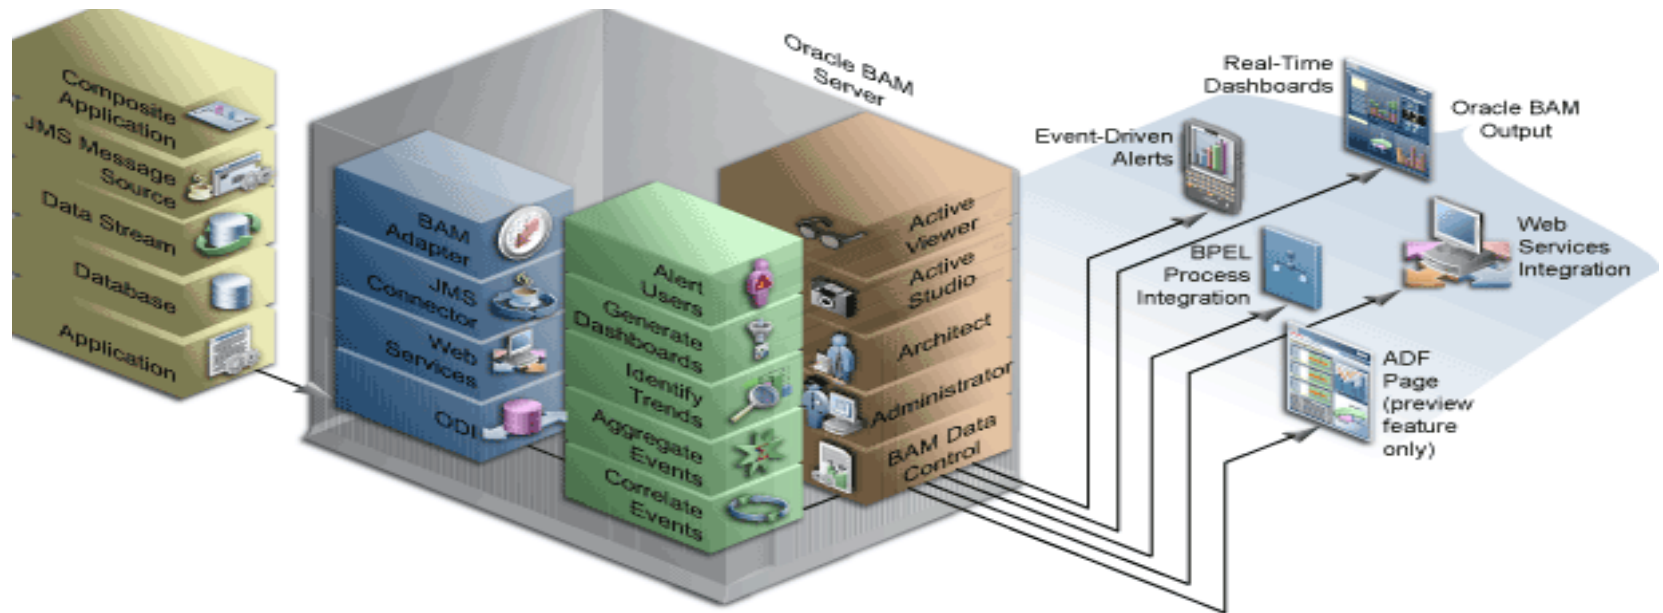 Composite
Application
JMS Message
Source
Data Stream
Database
Application
Oracle BAM
Server
BAM
Adapter
JMS
Connector
Web
Services
ODI
Alert
Users
Generate
Dashboards
Identify
Trends
Aggregate
Events
Correlate
Events
Active
Viewer
Active
Studio
Architect
Administrator
BAM Data
Control
Real-Time
Dashboards
Oracle BAM
Output
Event-Driven
Alerts
Web
Services
Integration
BPEL
Process
Integration
ADF
Page
(preview
feature
only)